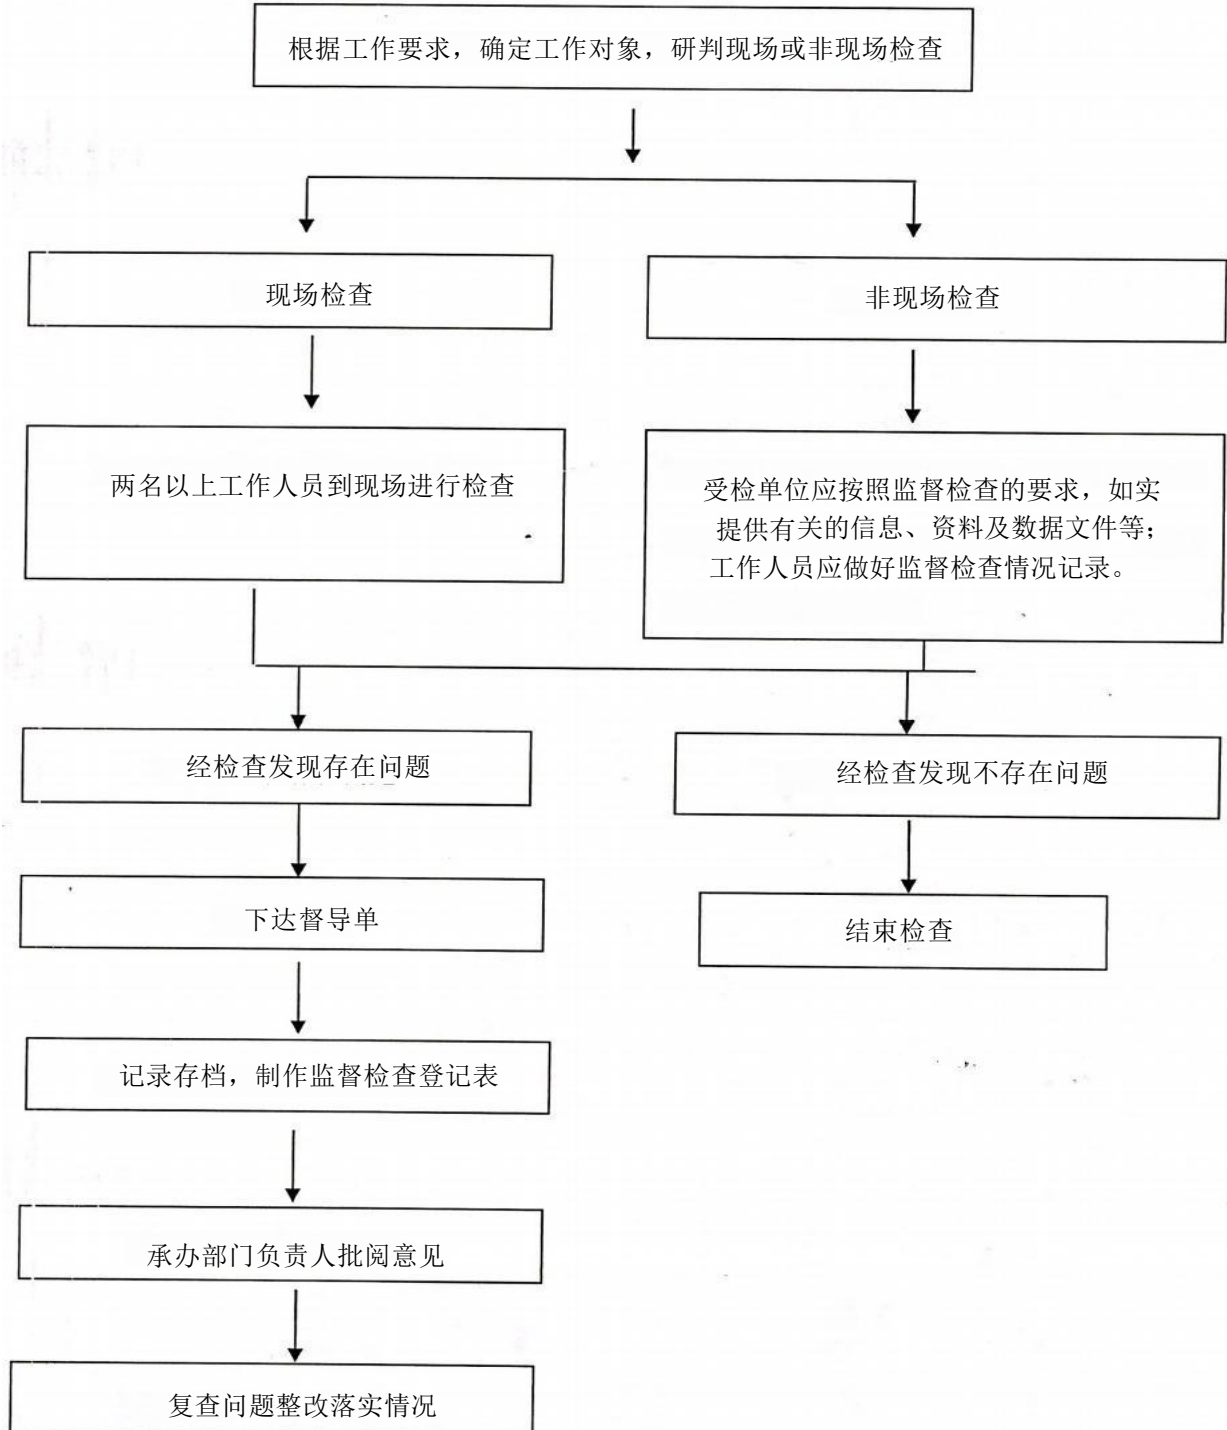 根据工作要求，确定工作对象，研判现场或非现场检查
现场检查
非现场检查
两名以上工作人员到现场进行检查
受检单位应按照监督检查的要求，如实
提供有关的信息、资料及数据文件等；
工作人员应做好监督检查情况记录。
经检查发现存在问题
经检查发现不存在问题
下达督导单
结束检查
记录存档，制作监督检查登记表
承办部门负责人批阅意见
复查问题整改落实情况